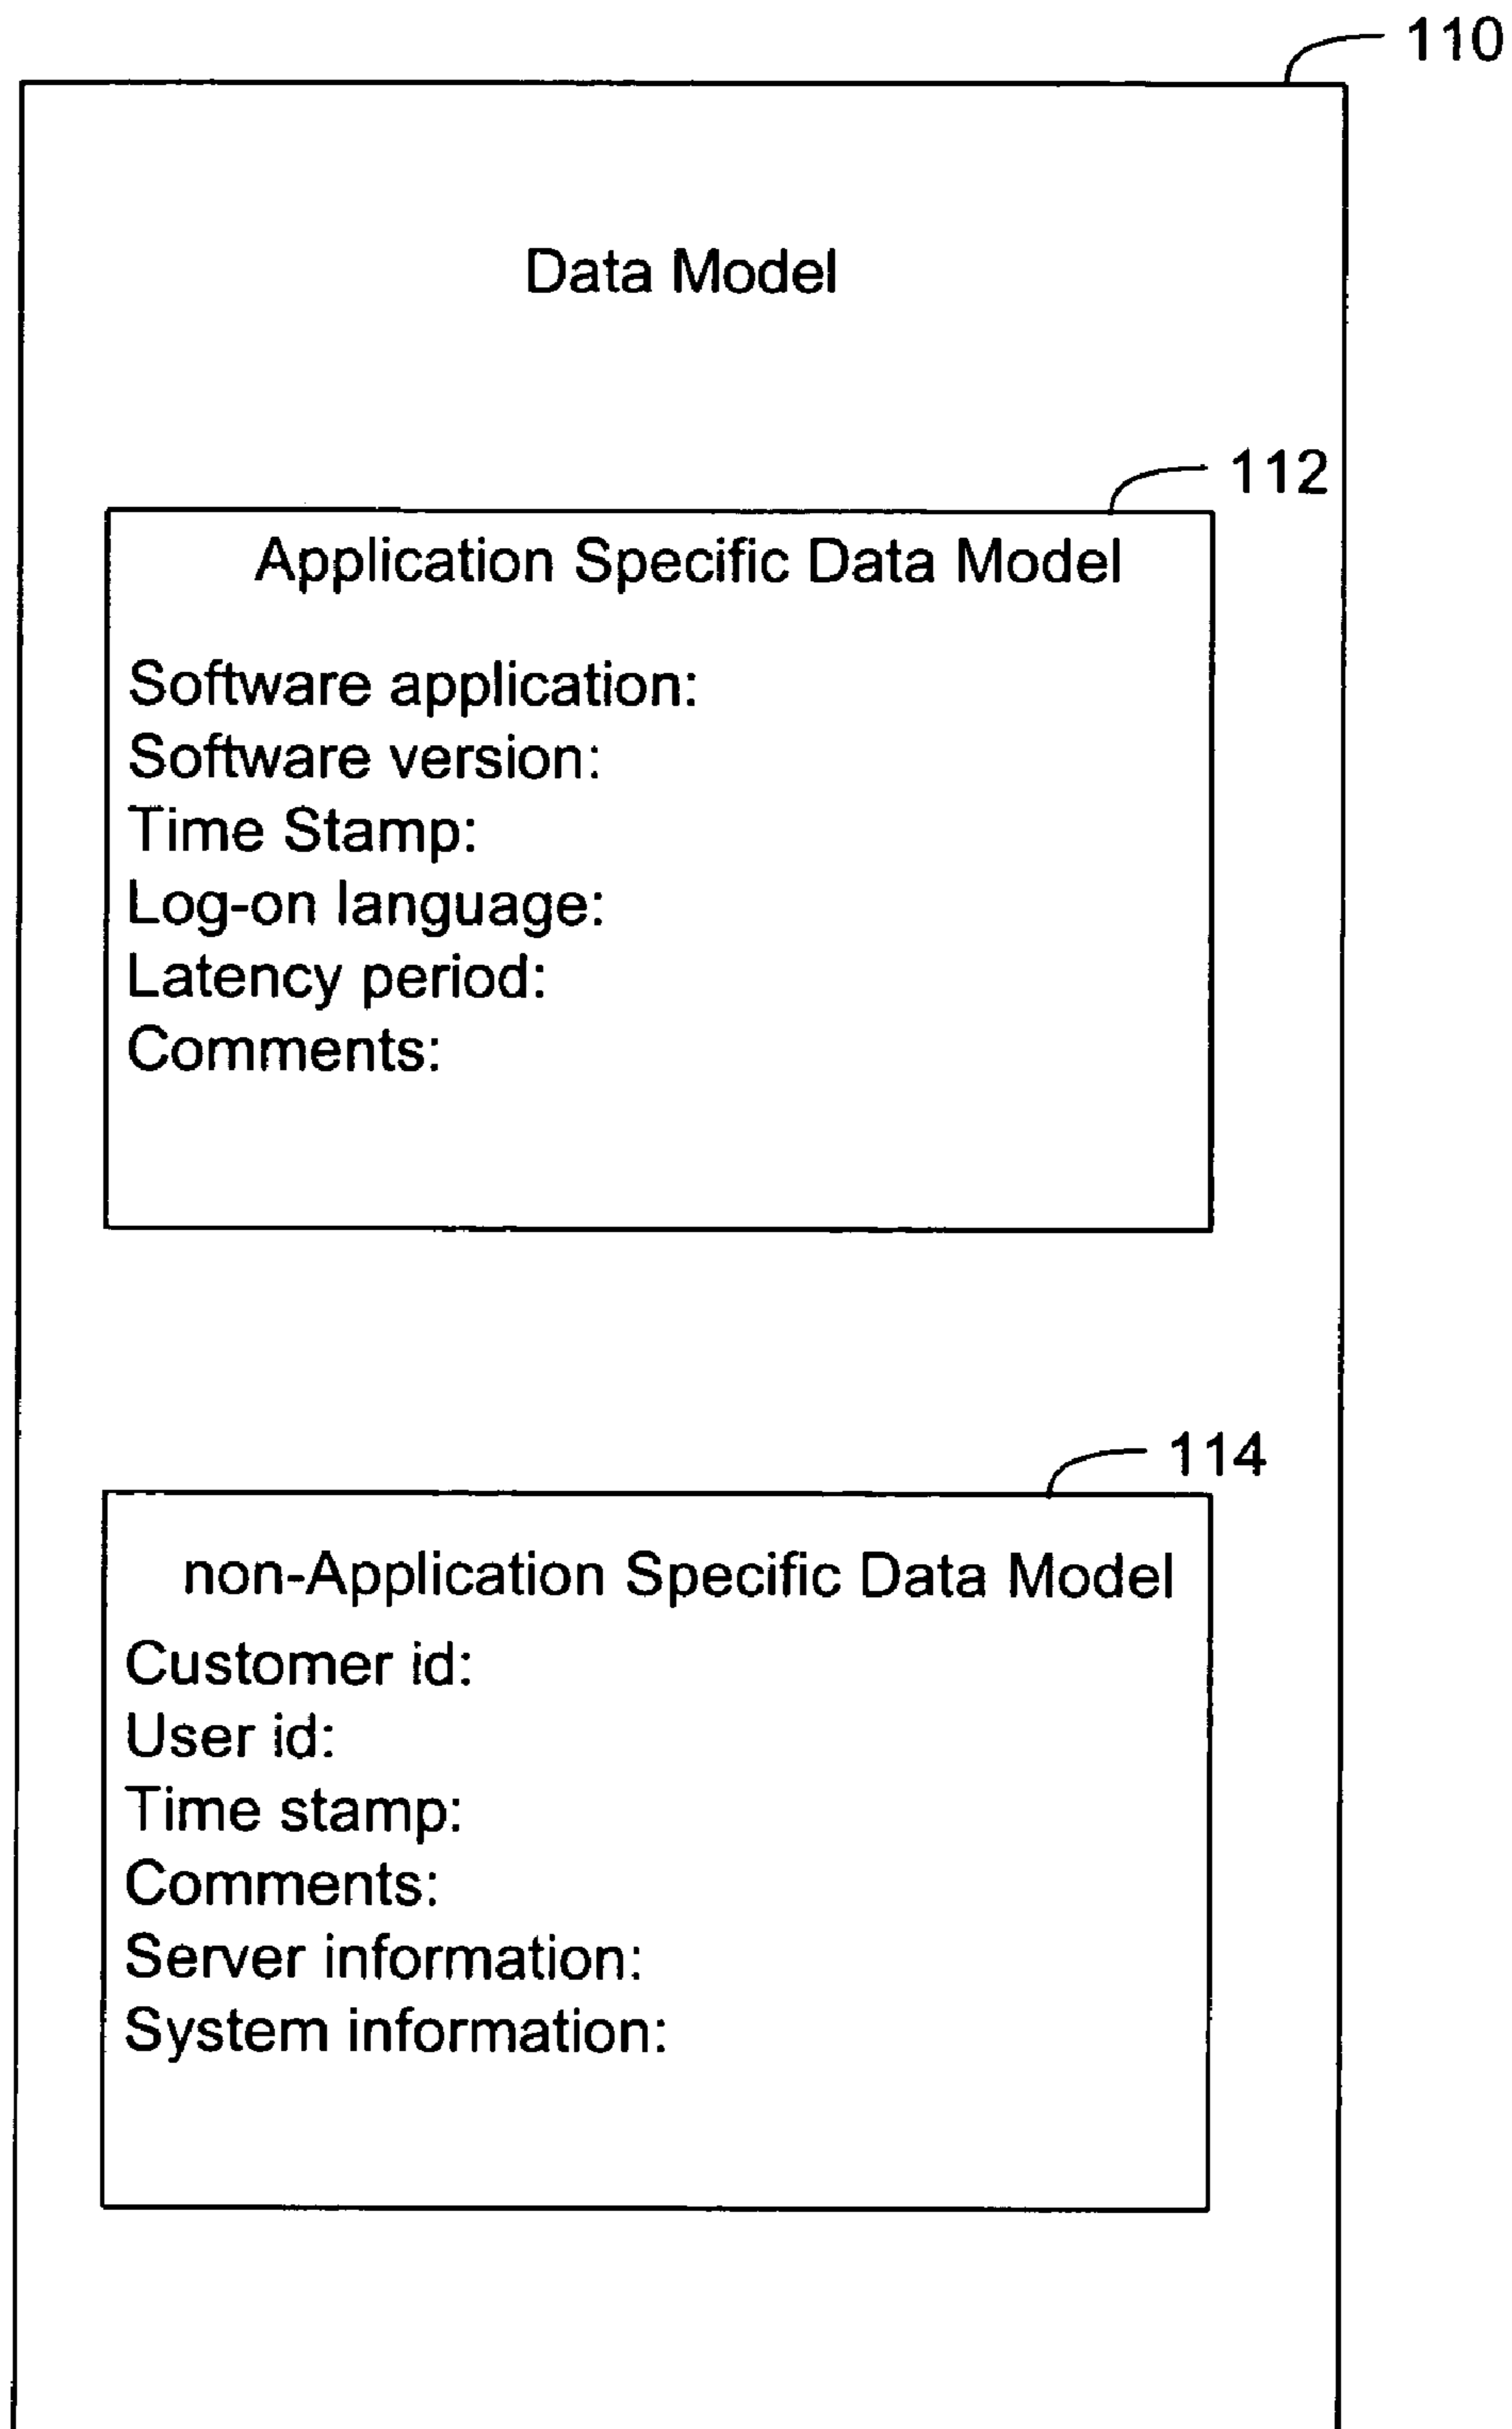 110
Data Model
112
Application Specific Data Model
Software application:
Software version:
Time Stamp:
Log-on language:
Latency period:
Comments:
114
non-Application Specific Data Model
Customer id:
User id:
Time stamp:
Comments:
Server information:
System information: